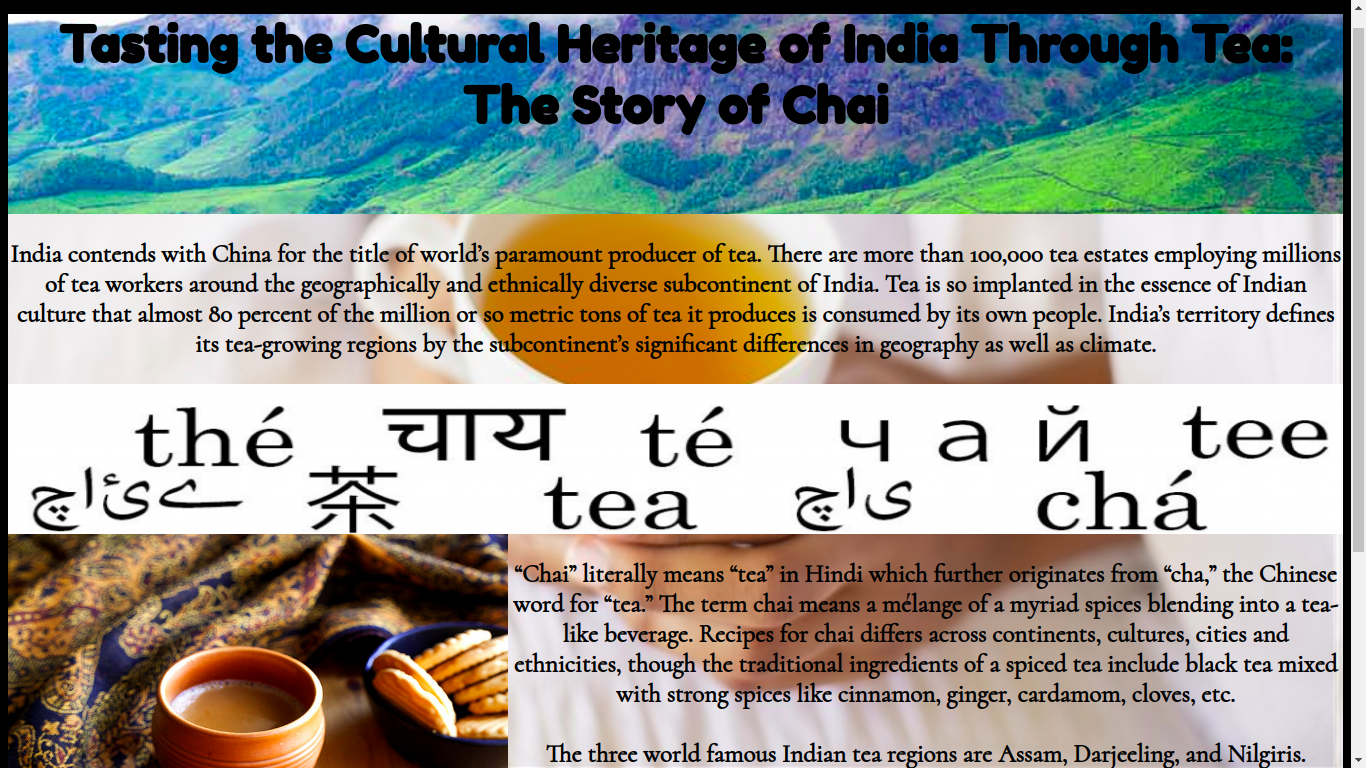 Tasting the Cultural Heritage of India Through Tea:
The Story of Chai
India contends with China for the title of world’s paramount producer of tea. There are more than 100,000 tea estates employing millions
of tea workers around the geographically and ethnically diverse subcontinent of India. Tea is so implanted in the essence of Indian
culture that almost 80 percent of the million or so metric tons of tea it produces is consumed by its own people. India’s territory defines
its tea-growing regions by the subcontinent’s significant differences in geography as well as climate.
thé चाय té чай tee
چائے 茶 tea چای chá
“Chai” literally means “tea” in Hindi which further originates from “cha,” the Chinese
word for “tea.” The term chai means a mélange of a myriad spices blending into a tea-
like beverage. Recipes for chai differs across continents, cultures, cities and
ethnicities, though the traditional ingredients of a spiced tea include black tea mixed
with strong spices like cinnamon, ginger, cardamom, cloves, etc.
The three world famous Indian tea regions are Assam, Darjeeling, and Nilgiris.